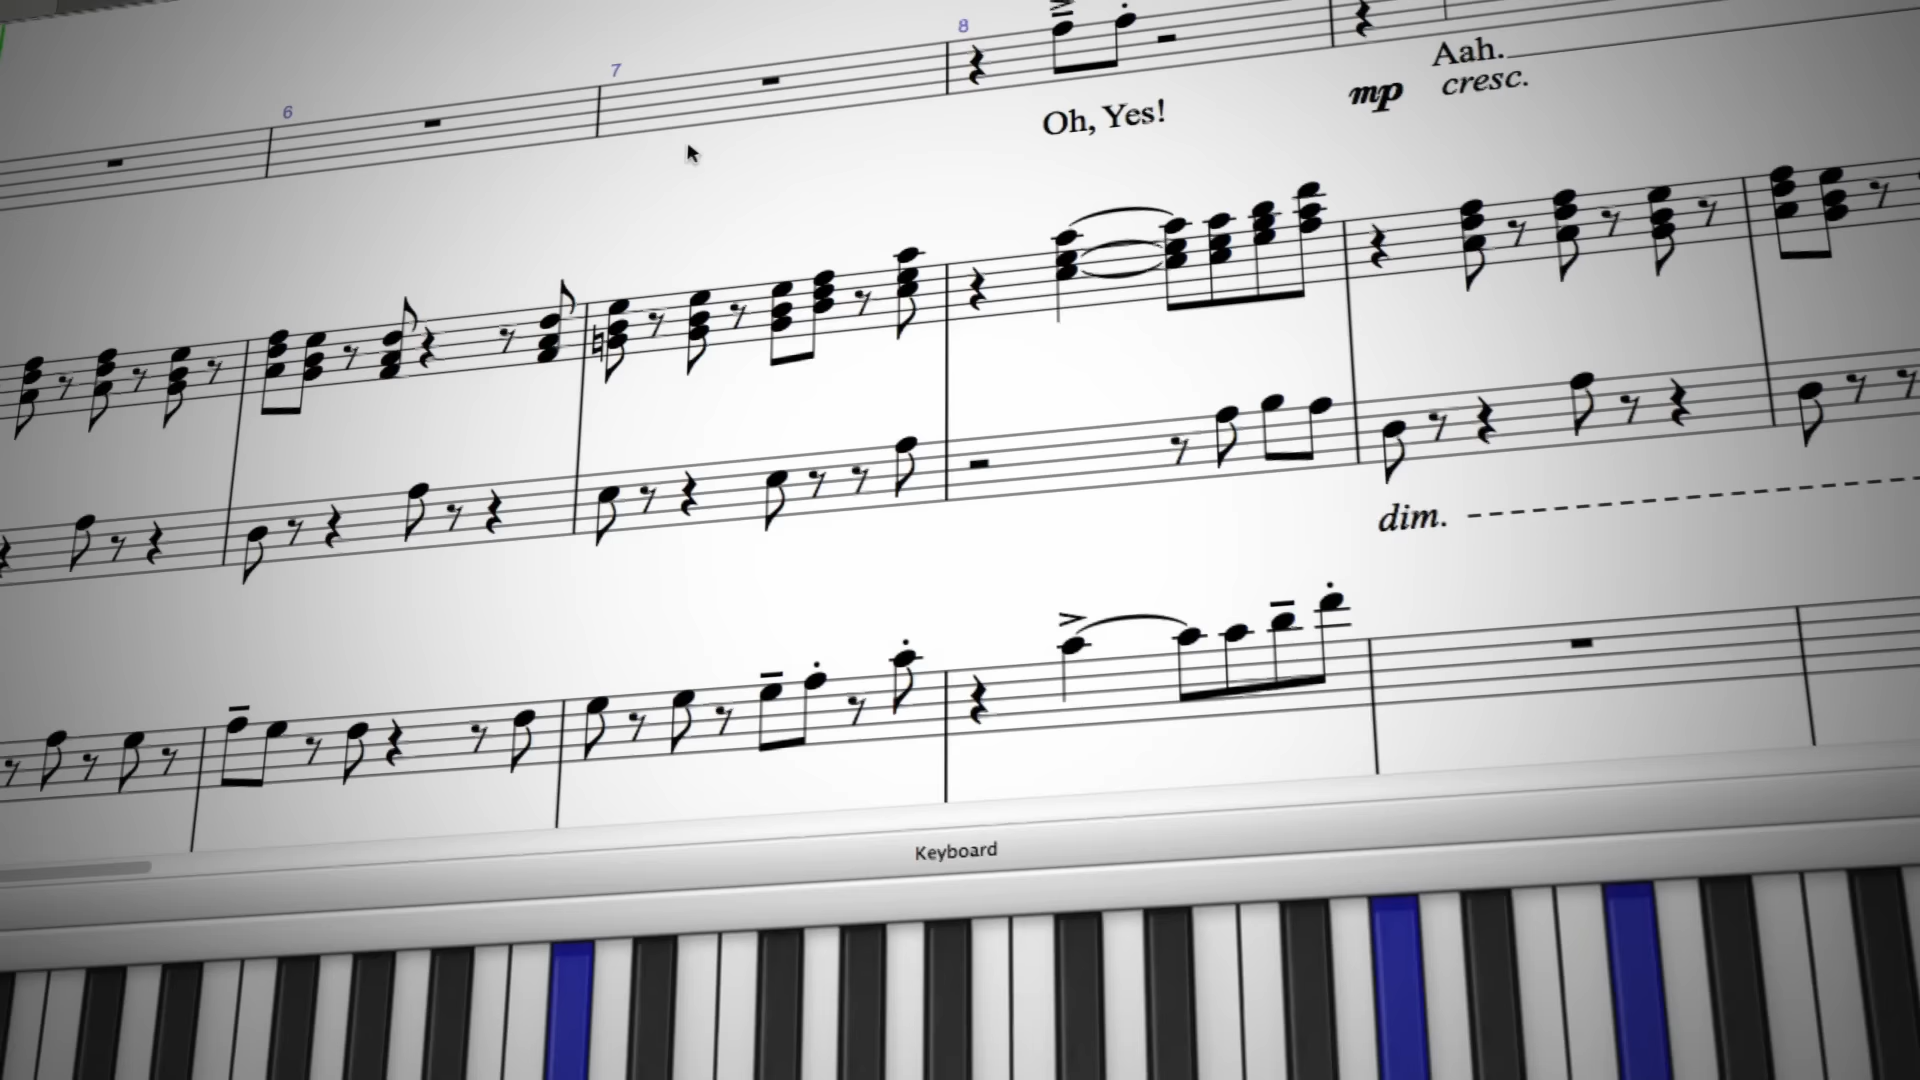 6
7
8
Oh, Yes!
Aah.
mp cresc.
dim.
Keyboard